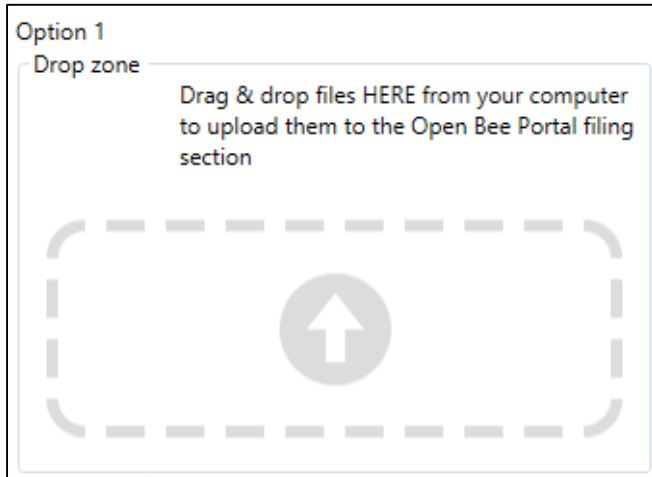 Option 1
Drop zone
Drag & drop files HERE from your computer
to upload them to the Open Bee Portal filing
section